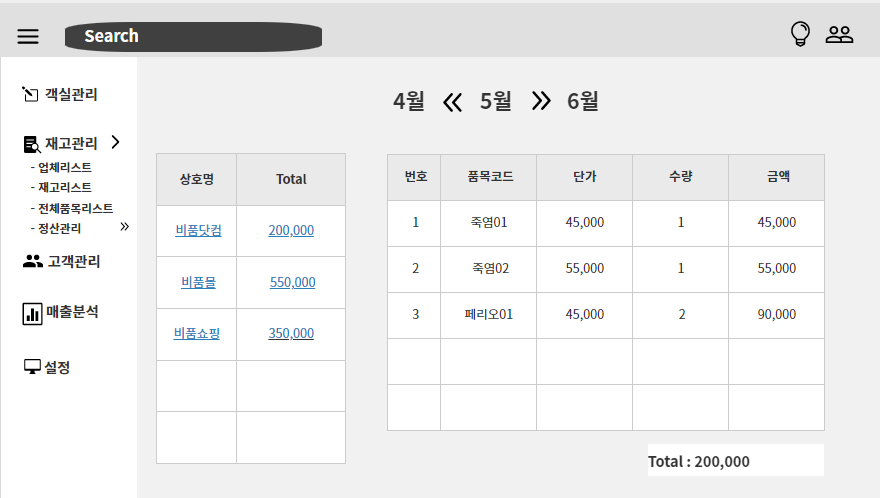 Search
객실관리
재고관리
- 업체리스트
- 재고리스트
- 전체품목리스트
- 정산관리
고객관리
매출분석
설정
4월 5월 6월
상호명 Total
비품닷컴 200,000
비품몰 550,000
비품쇼핑 350,000
번호 품목코드 단가 수량 금액
1 죽염01 45,000 1 45,000
2 죽염02 55,000 1 55,000
3 페리오01 45,000 2 90,000
Total : 200,000